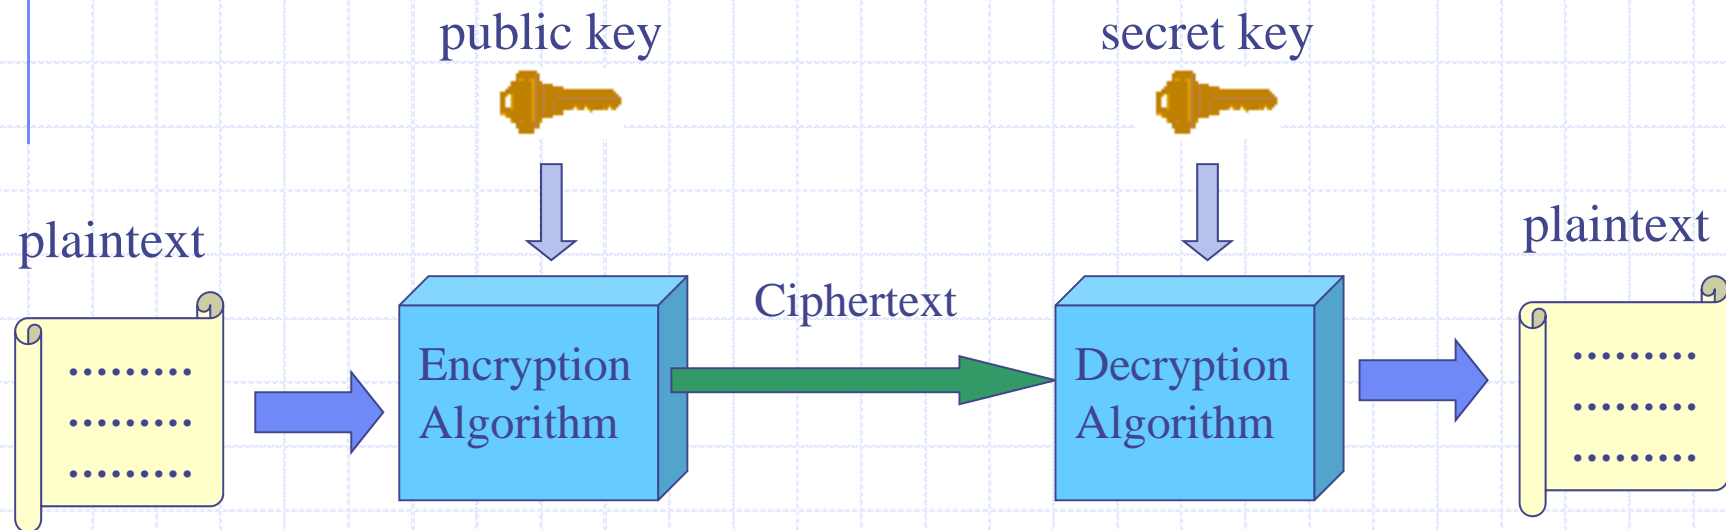 public key
secret key
plaintext
plaintext
Ciphertext
Encryption
Algorithm
Decryption
Algorithm